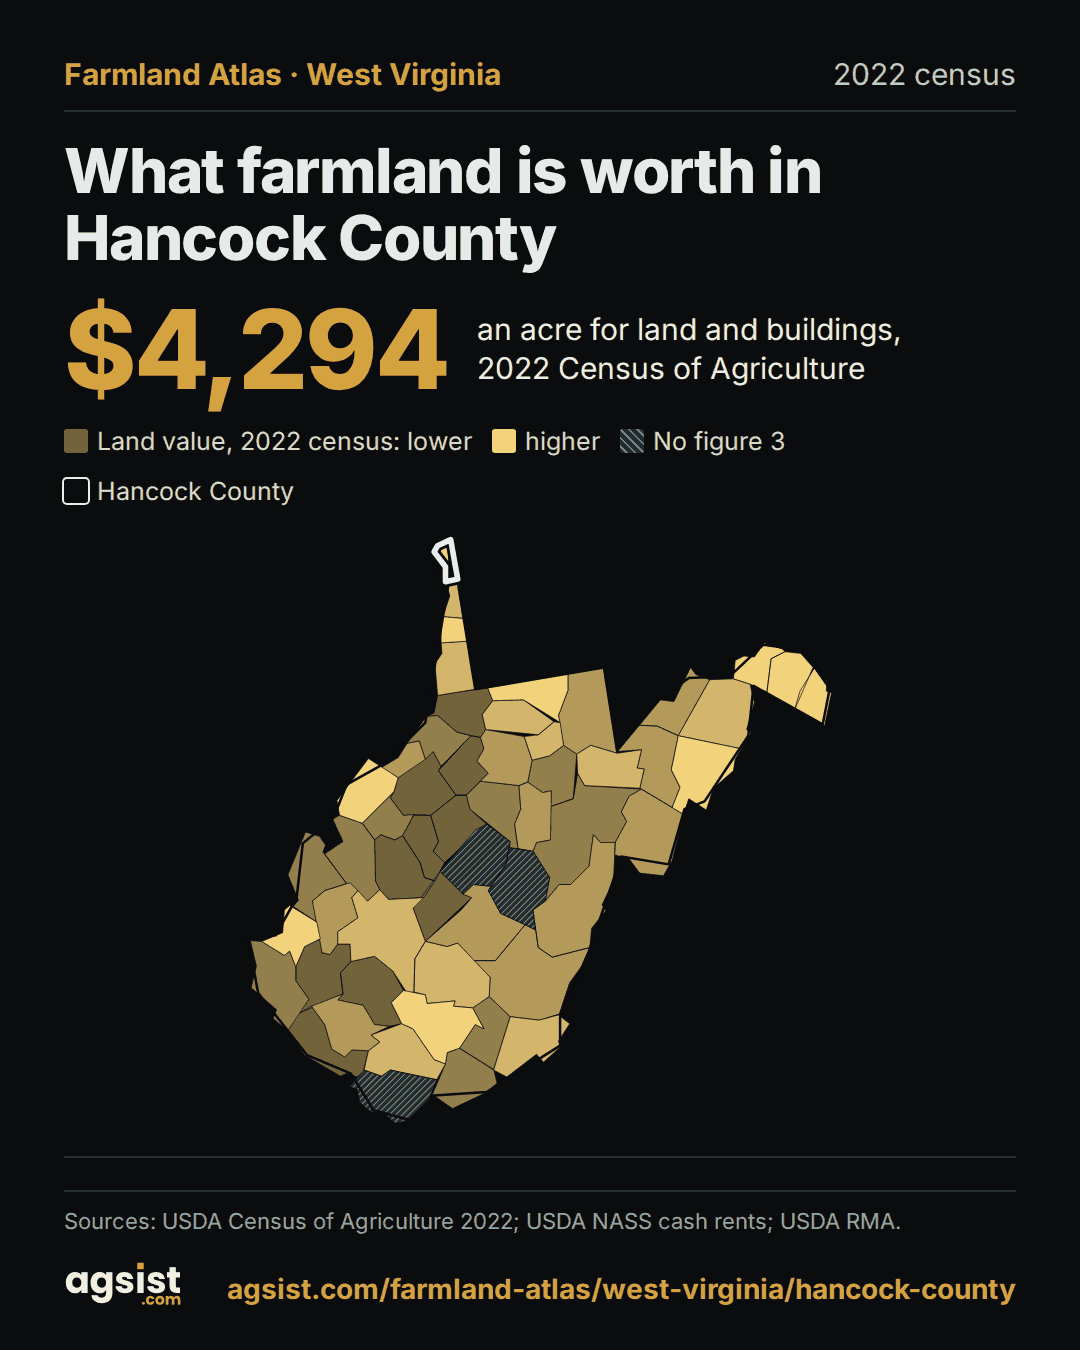 Farmland Atlas · West Virginia
2022 census
What farmland is worth in
Hancock County
$4,294
an acre for land and buildings,
2022 Census of Agriculture
Land value, 2022 census: lower
higher
No figure 3
Hancock County
Sources: USDA Census of Agriculture 2022; USDA NASS cash rents; USDA RMA.
agsist
.com
agsist.com/farmland-atlas/west-virginia/hancock-county